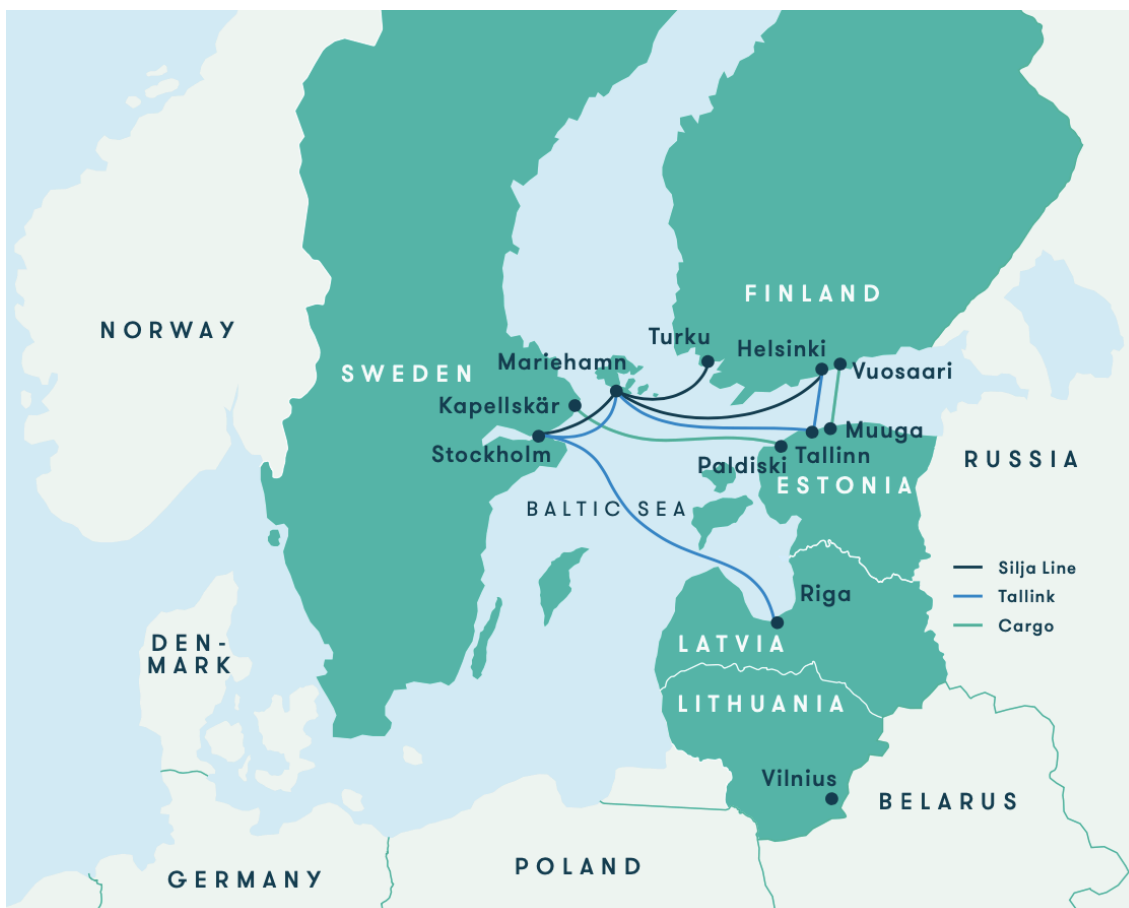 FINLAND
NORWAY
Turku
Helsinki
Mariehamn
Vuosaari
SWEDEN
Kapellskär
Muuga
Stockholm
Tallinn
Paldiski
RUSSIA
ESTONIA
BALTIC SEA
Silja Line
Riga
Tallink
Cargo
DEN-
MARK
LATVIA
LITHUANIA
Vilnius
BELARUS
POLAND
GERMANY